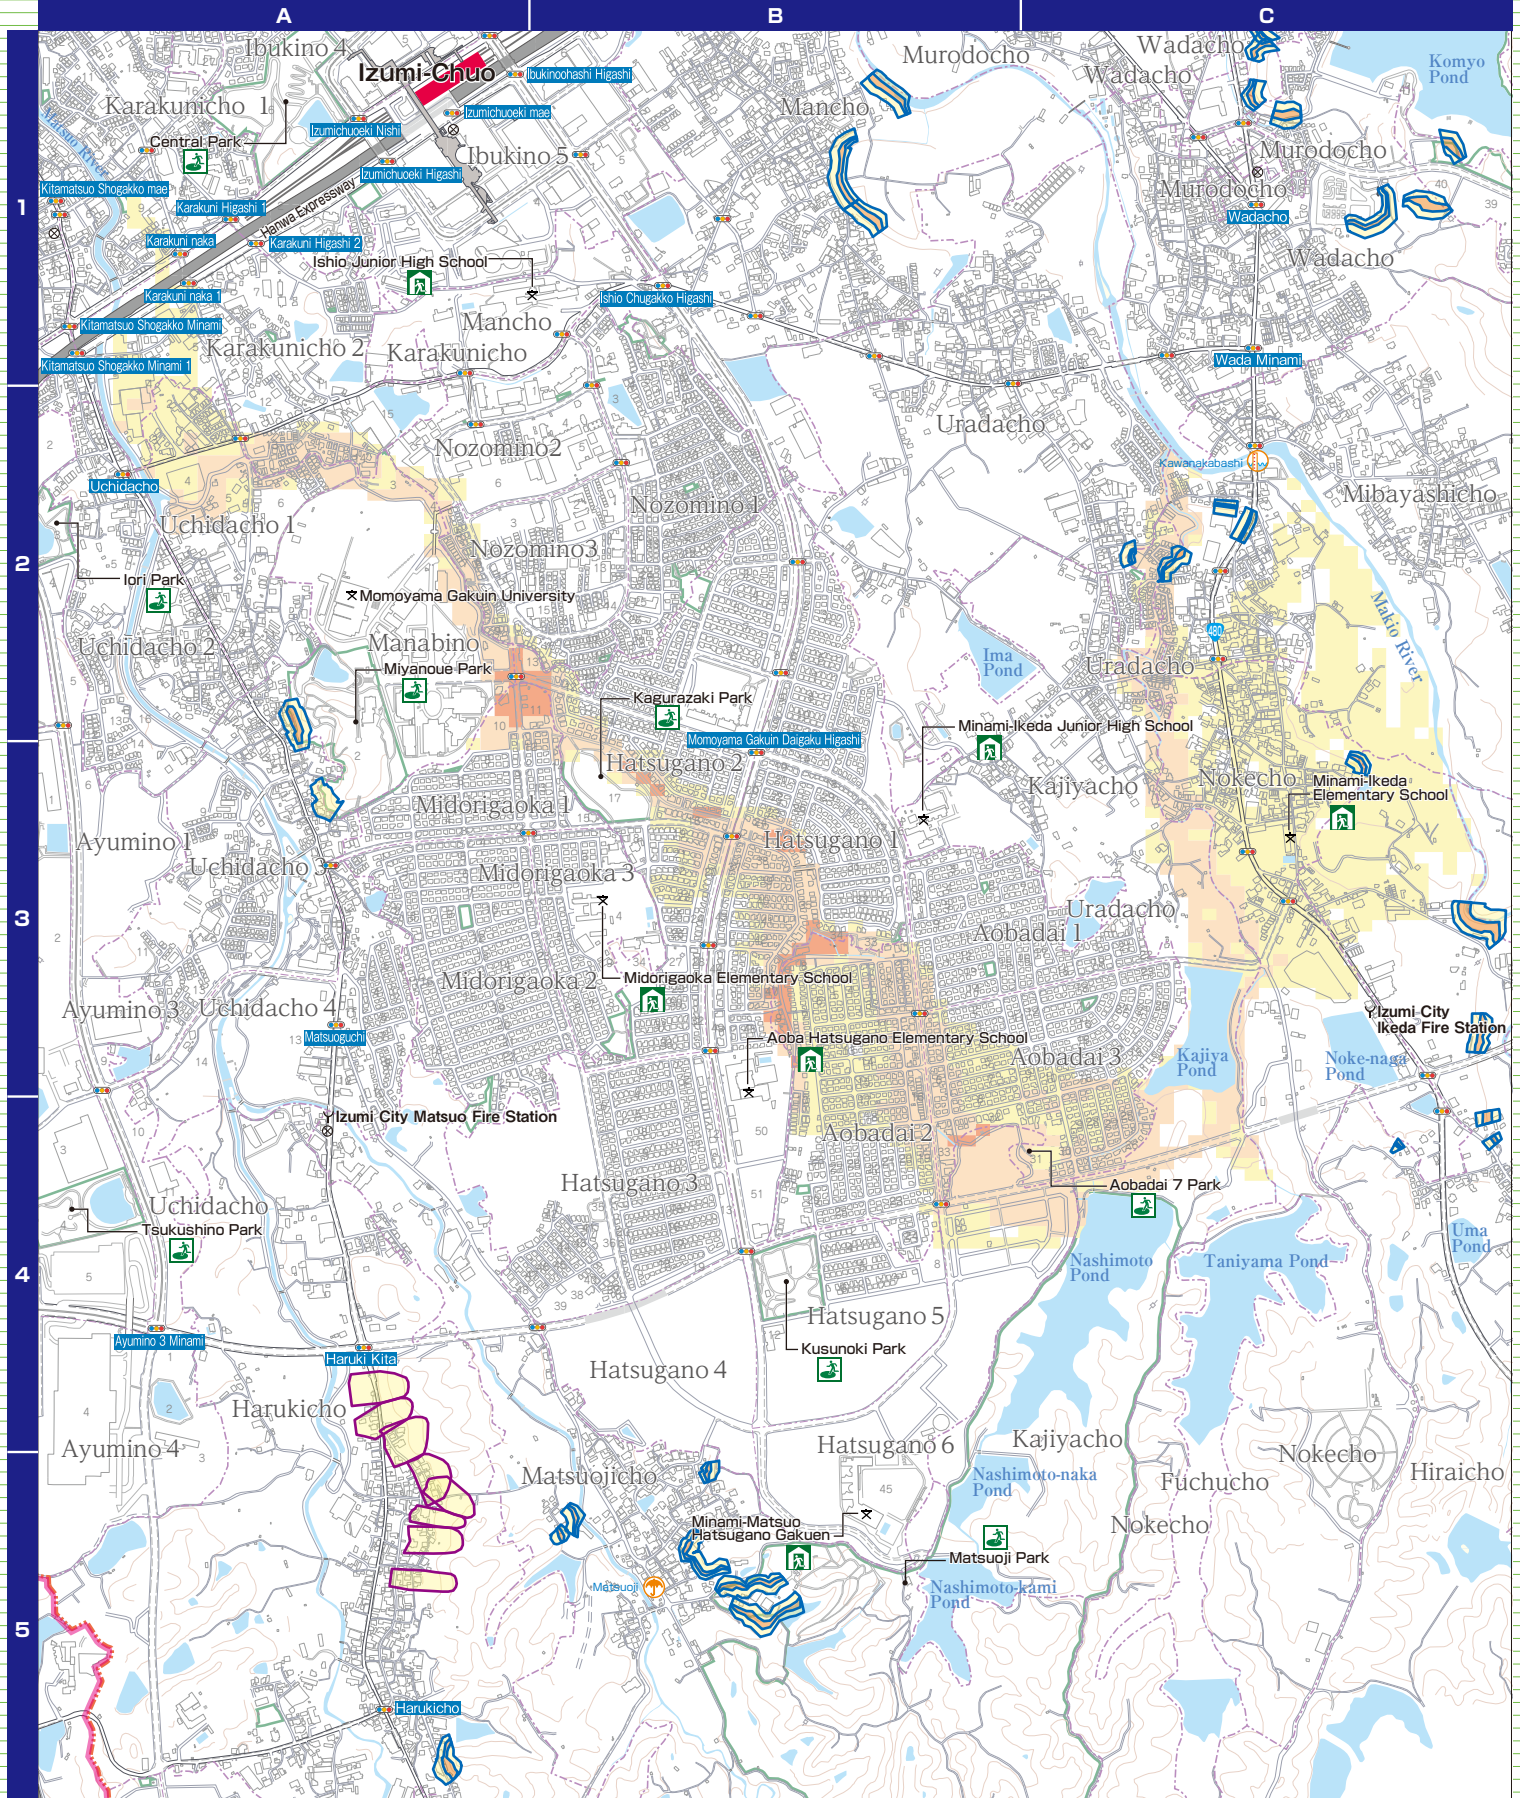 A
B
C
1
2
3
4
5
Ibukino 4
Izumi-Chuo
Ibukinoohashi Higashi
Murodocho
Wadacho
Wadacho
Komyo
Pond
Karakunicho 1
Izumichuoeki mae
Mancho
Matsuo River
Central Park
Izumichuoeki Nishi
Ibukino 5
Murodocho
Izumichuoeki Higashi
Kitamatsuo Shogakko mae
Murodocho
Karakuni Higashi 1
Hanwa Expressway
Wadacho
Karakuni naka
Karakuni Higashi 2
Wadacho
Ishio Junior High School
Karakuni naka 1
Ishio Chugakko Higashi
Kitamatsuo Shogakko Minami
Mancho
Karakunicho 2
Karakunicho
Kitamatsuo Shogakko Minami 1
Wada Minami
Uradacho
Nozomino2
Kawanakabashi
Uchidacho
Mibayashicho
Nozomino 1
Uchidacho 1
Nozomino3
Iori Park
Momoyama Gakuin University
Makio River
480
Uchidacho 2
Manabino
Ima
Pond
Uradacho
Miyanoue Park
Kagurazaki Park
Minami-Ikeda Junior High School
Momoyama Gakuin Daigaku Higashi
Hatsugano 2
Kajiyacho
Nokecho
Minami-Ikeda
Elementary School
Midorigaoka 1
Ayumino 1
Hatsugano 1
Uchidacho 3
Midorigaoka 3
Uradacho
Aobadai 1
Midorigaoka 2
Midorigaoka Elementary School
Ayumino 3
Uchidacho 4
Izumi City
Ikeda Fire Station
Matsuoguchi
Aoba Hatsugano Elementary School
Aobadai 3
Kajiya
Pond
Noke-naga
Pond
Izumi City Matsuo Fire Station
Aobadai 2
Hatsugano 3
Aobadai 7 Park
Uchidacho
Tsukushino Park
Uma
Pond
Nashimoto
Pond
Taniyama Pond
Hatsugano 5
Ayumino 3 Minami
Haruki Kita
Kusunoki Park
Hatsugano 4
Harukicho
Ayumino 4
Hatsugano 6
Kajiyacho
Nokecho
Matsuojicho
Nashimoto-naka
Pond
Fuchucho
Hiraicho
Minami-Matsuo
Hatsugano Gakuen
Nokecho
Matsuoji Park
Matsuoji
Nashimoto-kami
Pond
Harukicho